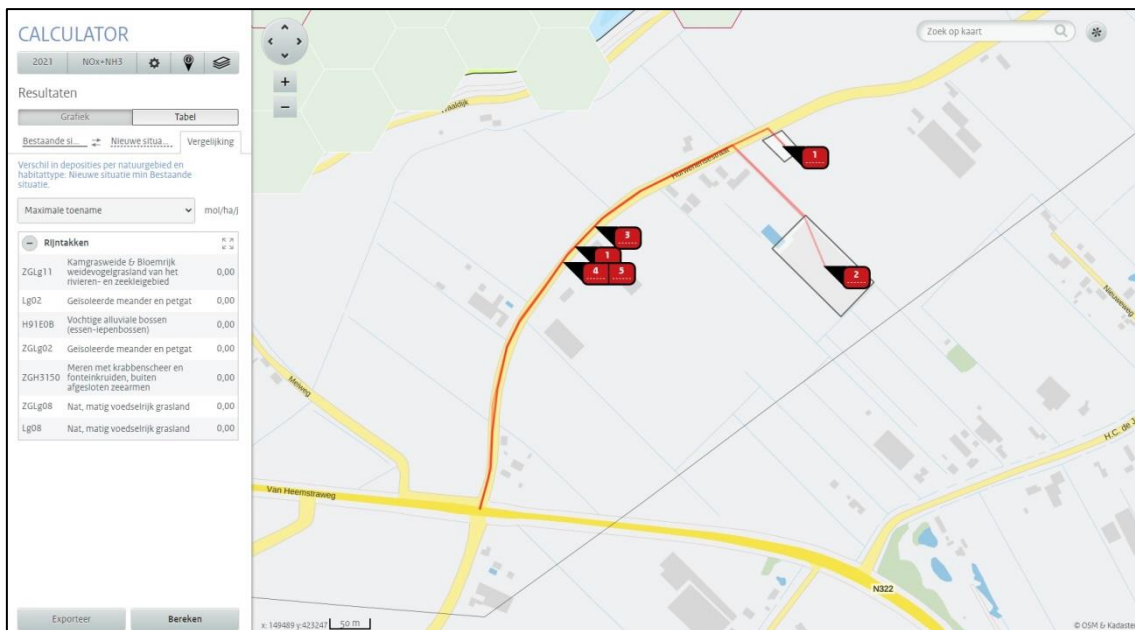 CALCULATOR
2021
NOx+NH3
Resultaten
Grafiek
Tabel
Bestaande si...
Nieuwe situa...
Vergelijking
Verschil in deposities per natuurgebied en
habitattype: Nieuwe situatie min Bestaande
situatie.
Maximale toename
mol/ha/j
Rijntakken
ZGLg11
Kamgrasweide & Bloemrijk
weidevogelgrasland van het
rivieren- en zeekleigebied
0,00
Lg02
Geïsoleerde meander en petgat
0,00
H91E0B
Vochtige alluviale bossen
(essen-iepenbossen)
0,00
ZGLg02
Geïsoleerde meander en petgat
0,00
ZGH3150
Meren met krabbenscheer en
fonteinkruiden, buiten
afgesloten zeearmen
0,00
ZGLg08
Nat, matig voedselrijk grasland
0,00
Lg08
Nat, matig voedselrijk grasland
0,00
Exporteer
Bereken
Zoek op kaart
Waaldijk
Hurwenensestraat
1
3
1
4
5
2
Nieuweweg
Meiweg
H.C. de J
Van Heemstraweg
N322
x: 149489 y:423247
50 m
© OSM & Kadaster